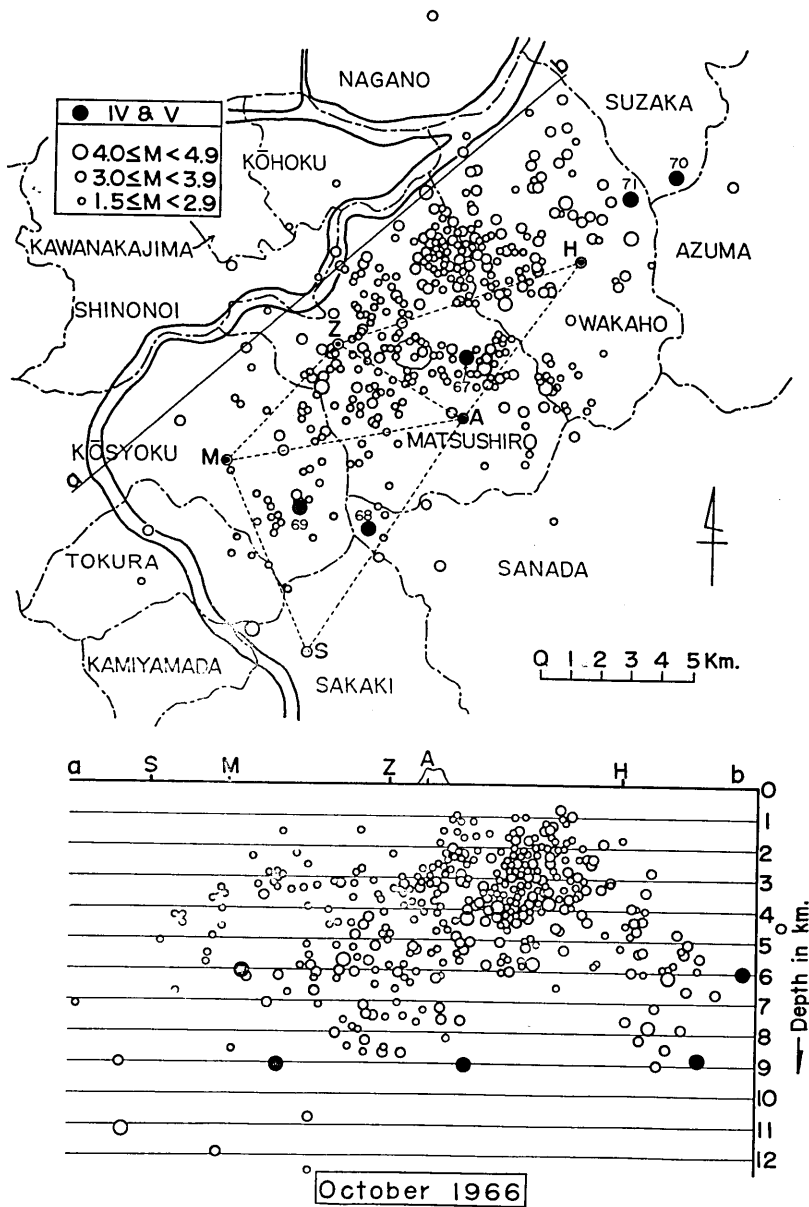 NAGANO
SUZAKA
● IV & V
○ 4.0≤M<4.9
○ 3.0≤M<3.9
○ 1.5≤M<2.9
KŌHOKU
70
71
KAWANAKAJIMA
H
AZUMA
SHINONOI
WAKAHO
Z
67
A
MATSUSHIRO
KŌSYOKU
M
a
69
68
TOKURA
SANADA
S
KAMIYAMADA
SAKAKI
0 1 2 3 4 5 Km.
a S M Z A H b
0
1
2
3
4
5
6
7
8
9
10
11
12
Depth in km.
October 1966